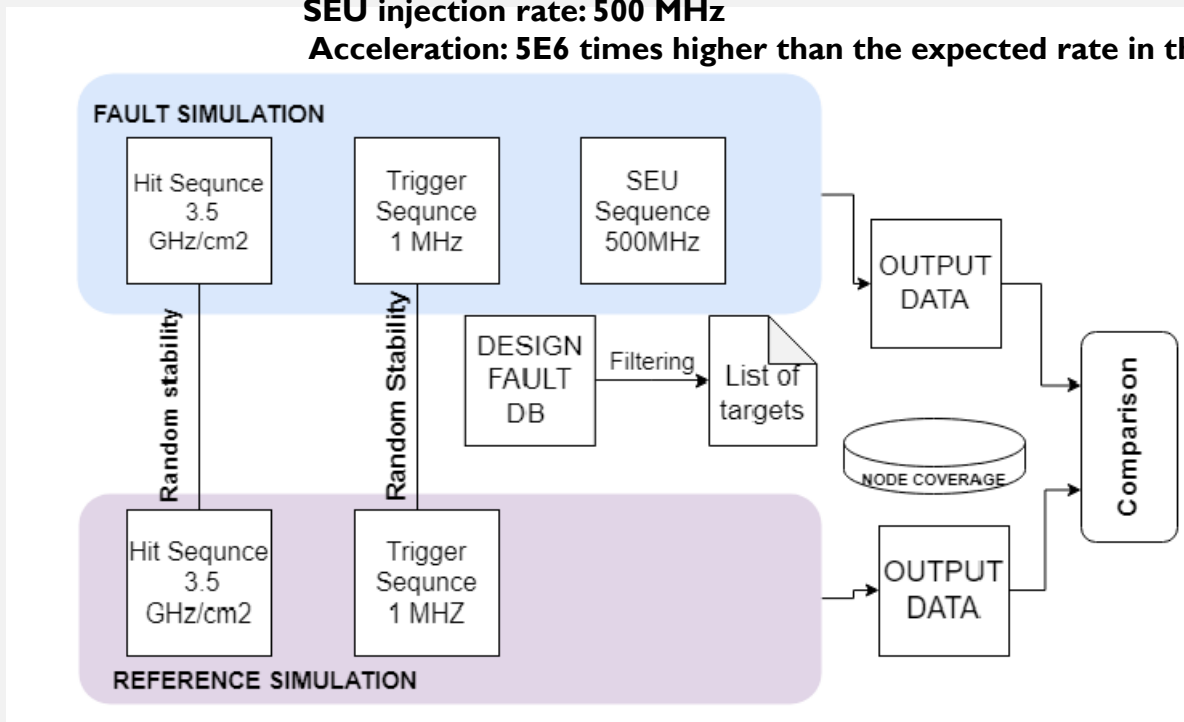 SEU injection rate: 500 MHz
Acceleration: 5E6 times higher than the expected rate in
FAULT SIMULATION
Hit Sequnce
3.5
GHz/cm2
Trigger
Sequnce
1 MHz
SEU
Sequence
500MHz
OUTPUT
DATA
Random stability
Random Stability
DESIGN
FAULT
DB
Filtering
List of
targets
NODE COVERAGE
Comparison
Hit Sequnce
3.5
GHz/cm2
Trigger
Sequnce
1 MHZ
OUTPUT
DATA
REFERENCE SIMULATION